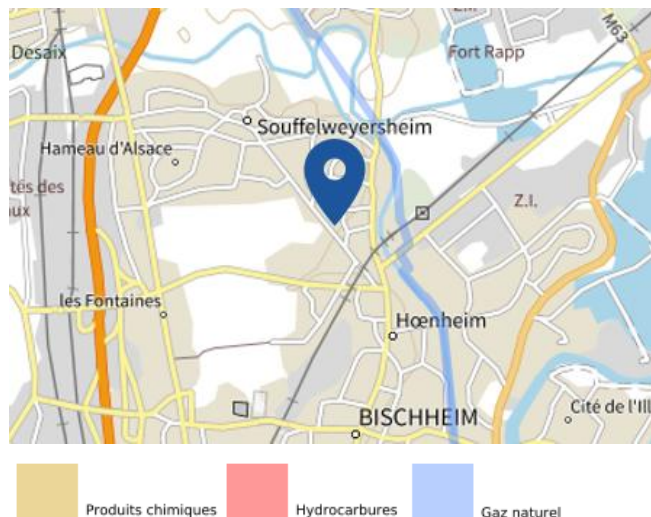 M63
Desaix
Fort Rapp
Souffelweyersheim
Hameau d'Alsace
tés des
aux
Z.I.
les Fontaines
Hœnheim
BISCHHEIM
Cité de l'Ill
Produits chimiques
Hydrocarbures
Gaz naturel